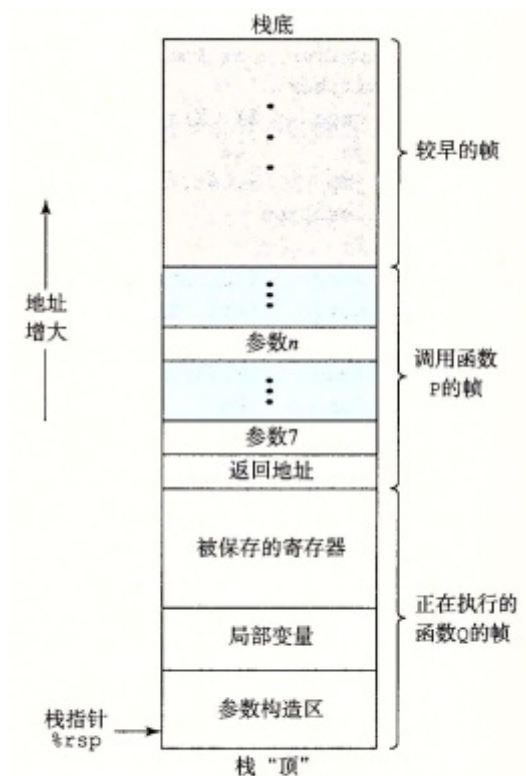 栈底
较早的帧
地址
增大
参数n
调用函数
P的帧
参数7
返回地址
被保存的寄存器
正在执行的
函数Q的帧
局部变量
参数构造区
栈指针
%rsp
栈“顶”